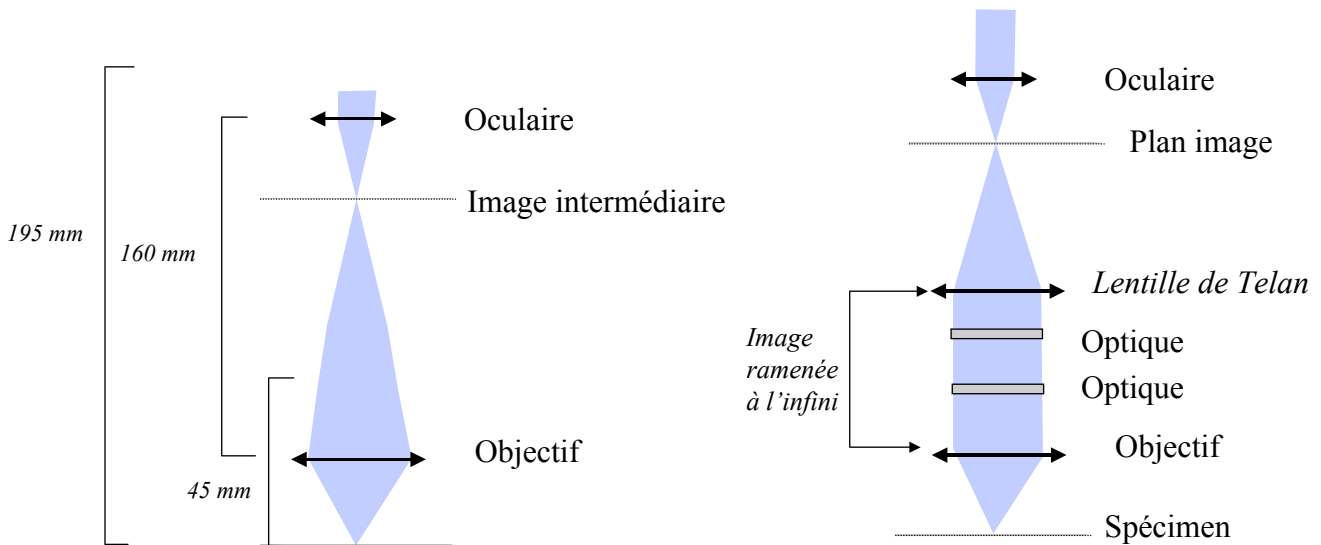 Oculaire
Image intermédiaire
195 mm
160 mm
Objectif
45 mm
Oculaire
Plan image
Lentille de Telan
Image
ramenée
à l’infini
Optique
Optique
Objectif
Spécimen